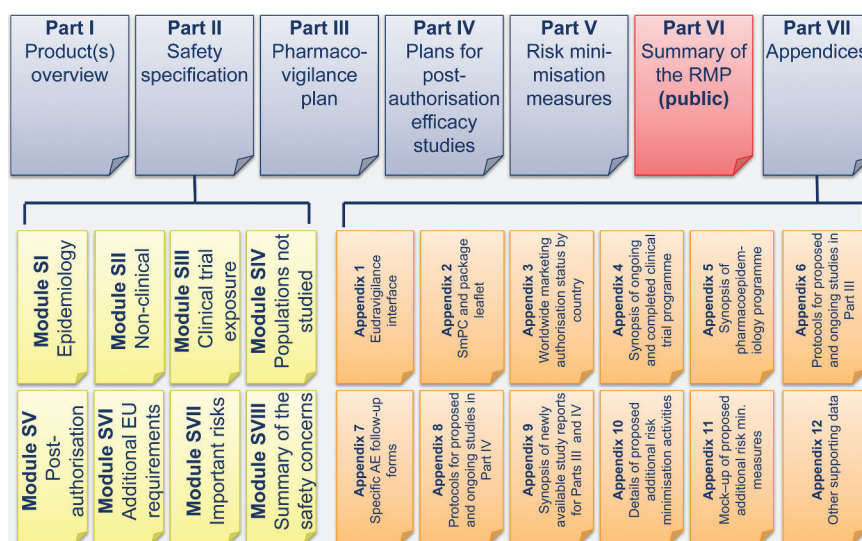 Part I
Product(s)
overview
Part II
Safety
specification
Part III
Pharmaco-
vigilance
plan
Part IV
Plans for
post-
authorisation
efficacy
studies
Part V
Risk mini-
misation
measures
Part VI
Summary of
the RMP
(public)
Part VII
Appendices
Module SI
Epidemiology
Module SII
Non-clinical
Module SIII
Clinical trial
exposure
Module SIV
Populations not
studied
Appendix 1
Eudravigilance
interface
Appendix 2
SmPC and package
leaflet
Appendix 3
Worldwide marketing
authorisation status by
country
Appendix 4
Synopsis of ongoing
and completed clinical
trial programme
Appendix 5
Synopsis of
pharmacoepidem-
iology programme
Appendix 6
Protocols for proposed
and ongoing studies in
Part III
Module SV
Post-
authorisation
Module SVI
Additional EU
requirements
Module SVII
Important risks
Module SVIII
Summary of the
safety concerns
Appendix 7
Specific AE follow-up
forms
Appendix 8
Protocols for proposed
and ongoing studies in
Part IV
Appendix 9
Synopsis of newly
available study reports
for Parts III and IV
Appendix 10
Details of proposed
additional risk
minimisation activities
Appendix 11
Mock–up of proposed
additional risk min.
measures
Appendix 12
Other supporting data